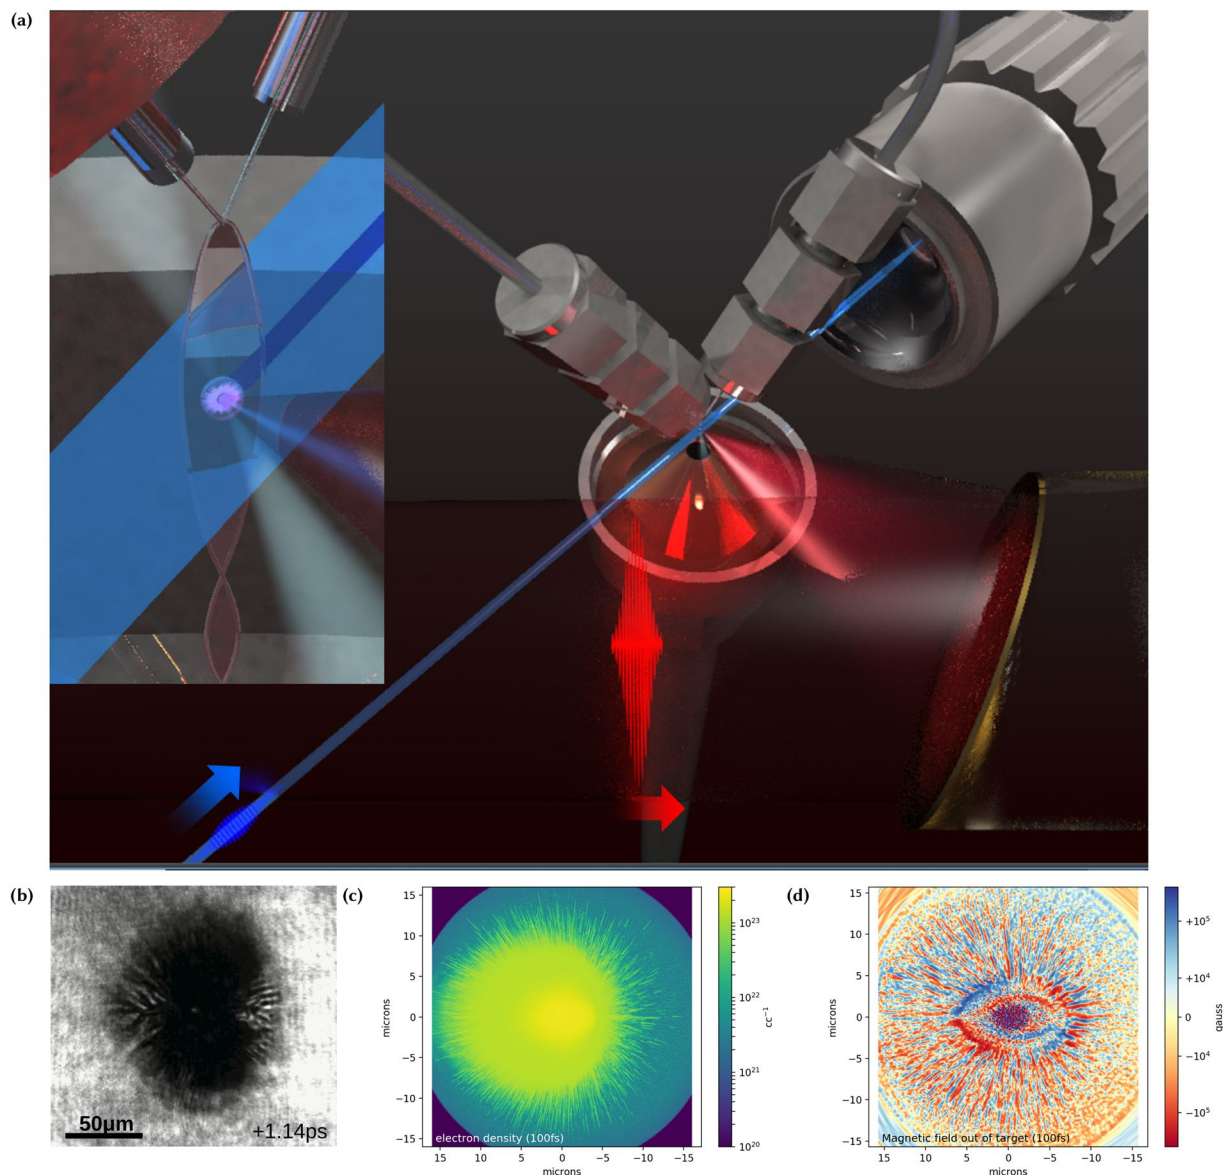 (a)
(b)
50µm
+1.14ps
(c)
15
10
5
0
−5
−10
−15
microns
15
10
5
0
−5
−10
−15
microns
electron density (100fs)
10²³
10²²
10²¹
10²⁰
cc⁻¹
(d)
15
10
5
0
−5
−10
−15
microns
15
10
5
0
−5
−10
−15
microns
Magnetic field out of target (100fs)
+10⁵
+10⁴
0
−10⁴
−10⁵
gauss